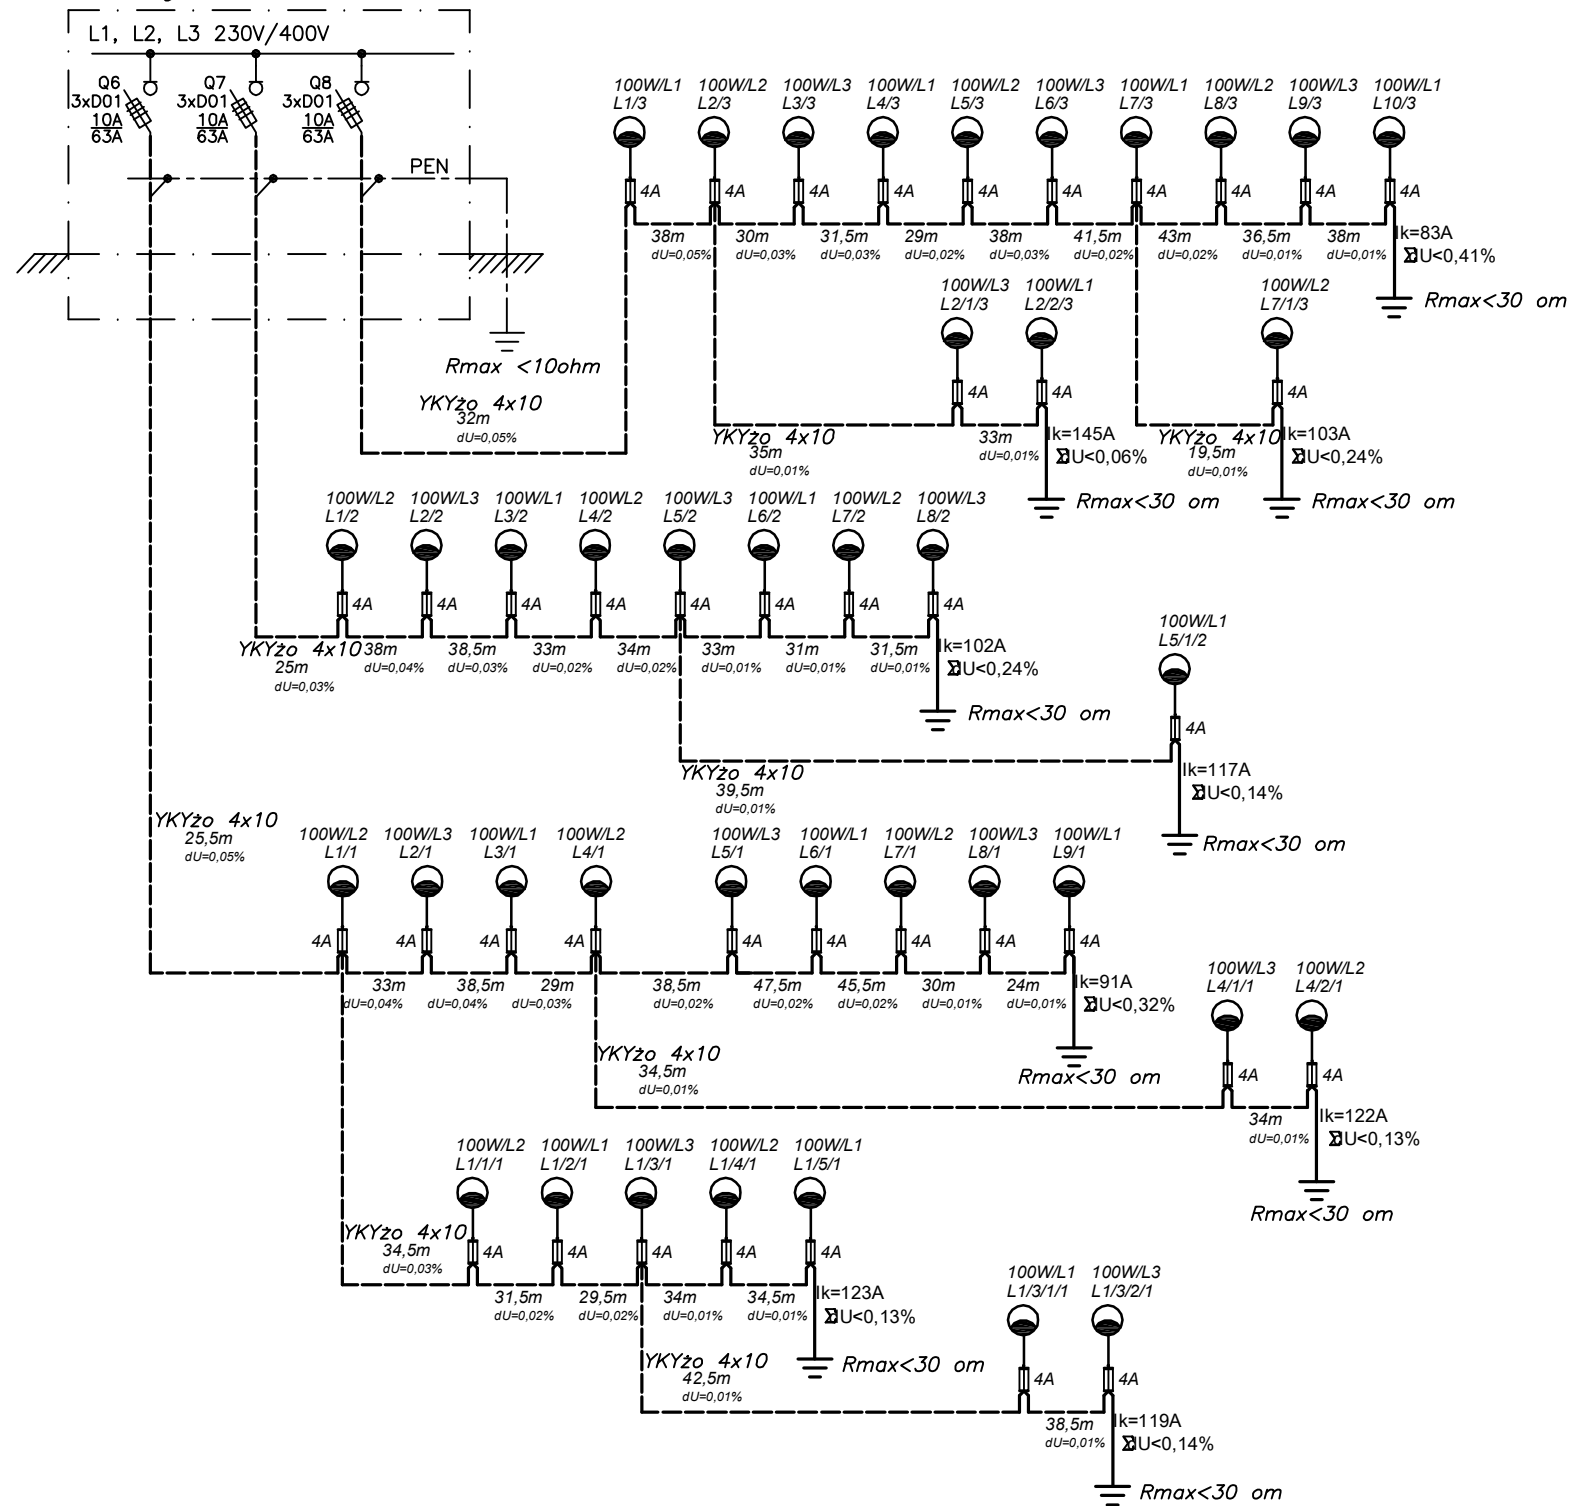 L1, L2, L3 230V/400V
Q6
3xD01
10A
63A
Q7
3xD01
10A
63A
Q8
3xD01
10A
63A
PEN
Rmax <10ohm
YKYżo 4x10
32m
dU=0,05%
100W/L1 100W/L2 100W/L3 100W/L1 100W/L2 100W/L3 100W/L1 100W/L2 100W/L3 100W/L1
L1/3 L2/3 L3/3 L4/3 L5/3 L6/3 L7/3 L8/3 L9/3 L10/3
4A 4A 4A 4A 4A 4A 4A 4A 4A 4A
38m 30m 31,5m 29m 38m 41,5m 43m 36,5m 38m
dU=0,05% dU=0,03% dU=0,03% dU=0,02% dU=0,03% dU=0,02% dU=0,02% dU=0,01% dU=0,01%
Ik=83A
ΣdU<0,41%
Rmax<30 om
100W/L3 100W/L1
L2/1/3 L2/2/3
4A 4A
YKYżo 4x10
35m
dU=0,01%
33m
dU=0,01%
Ik=145A
ΣdU<0,06%
Rmax<30 om
100W/L2
L7/1/3
4A
YKYżo 4x10
19,5m
dU=0,01%
Ik=103A
ΣdU<0,24%
Rmax<30 om
100W/L2 100W/L3 100W/L1 100WL2 100W/L3 100W/L1 100W/L2 100W/L3
L1/2 L2/2 L3/2 L4/2 L5/2 L6/2 L7/2 L8/2
4A 4A 4A 4A 4A 4A 4A 4A
YKYżo 4x10
25m
dU=0,03%
38m 38,5m 33m 34m 33m 31m 31,5m
dU=0,04% dU=0,03% dU=0,02% dU=0,02% dU=0,01% dU=0,01% dU=0,01%
Ik=102A
ΣdU<0,24%
Rmax<30 om
100W/L1
L5/1/2
4A
YKYżo 4x10
39,5m
dU=0,01%
Ik=117A
ΣdU<0,14%
Rmax<30 om
YKYżo 4x10
25,5m
dU=0,05%
100W/L2 100W/L3 100W/L1 100W/L2 100W/L3 100W/L1 100W/L2 100W/L3 100W/L1
L1/1 L2/1 L3/1 L4/1 L5/1 L6/1 L7/1 L8/1 L9/1
4A 4A 4A 4A 4A 4A 4A 4A 4A
33m 38,5m 29m 38,5m 47,5m 45,5m 30m 24m
dU=0,04% dU=0,04% dU=0,03% dU=0,02% dU=0,02% dU=0,02% dU=0,01% dU=0,01%
Ik=91A
ΣdU<0,32%
Rmax<30 om
100W/L3 100W/L2
L4/1/1 L4/2/1
4A 4A
YKYżo 4x10
34,5m
dU=0,01%
34m
dU=0,01%
Ik=122A
ΣdU<0,13%
Rmax<30 om
100W/L2 100W/L1 100W/L3 100W/L2 100W/L1
L1/1/1 L1/2/1 L1/3/1 L1/4/1 L1/5/1
4A 4A 4A 4A 4A
YKYżo 4x10
34,5m
dU=0,03%
31,5m 29,5m 34m 34,5m
dU=0,02% dU=0,02% dU=0,01% dU=0,01%
Ik=123A
ΣdU<0,13%
Rmax<30 om
100W/L1 100W/L3
L1/3/1/1 L1/3/2/1
4A 4A
YKYżo 4x10
42,5m
dU=0,01%
38,5m
dU=0,01%
Ik=119A
ΣdU<0,14%
Rmax<30 om